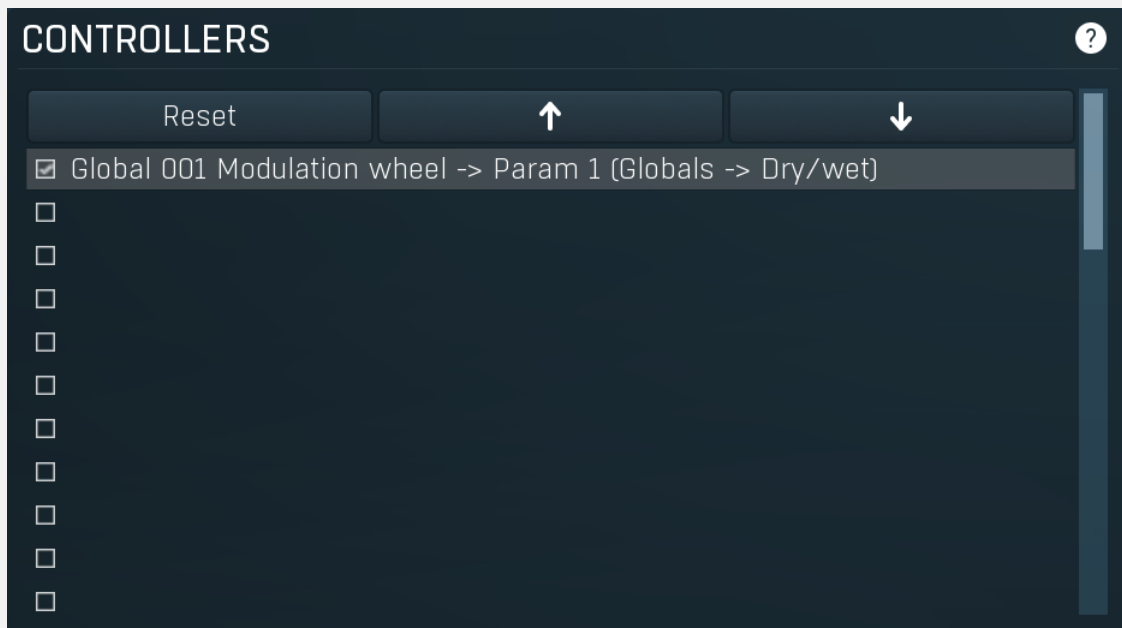 CONTROLLERS
?
Reset ↑ ↓
Global 001 Modulation wheel -> Param 1 (Globals -> Dry/wet)